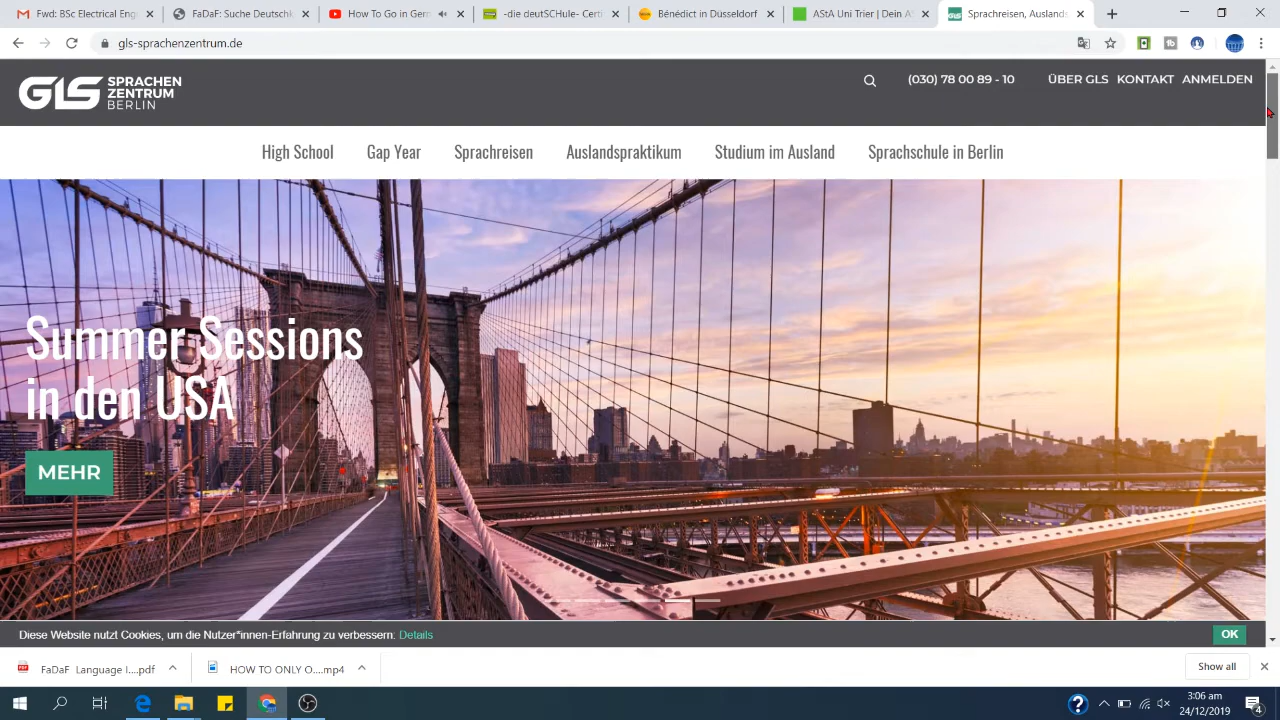 Fwd: BSc Electrical Eng
FaDaF: Suche Deutschk
How To Go in Germ
-die deutSCHule- Certi
Bénédict in Düsseldorf
AStA Uni Trier | Dein A
Sprachreisen, Auslands
gls-sprachenzentrum.de
GLS SPRACHEN
ZENTRUM
BERLIN
(030) 78 00 89 - 10
ÜBER GLS KONTAKT ANMELDEN
High School Gap Year Sprachreisen Auslandspraktikum Studium im Ausland Sprachschule in Berlin
Summer Sessions
in den USA
MEHR
Diese Website nutzt Cookies, um die Nutzer*innen-Erfahrung zu verbessern: Details
OK
FaDaF Language I....pdf
HOW TO ONLY O....mp4
Show all
3:06 am
24/12/2019
4